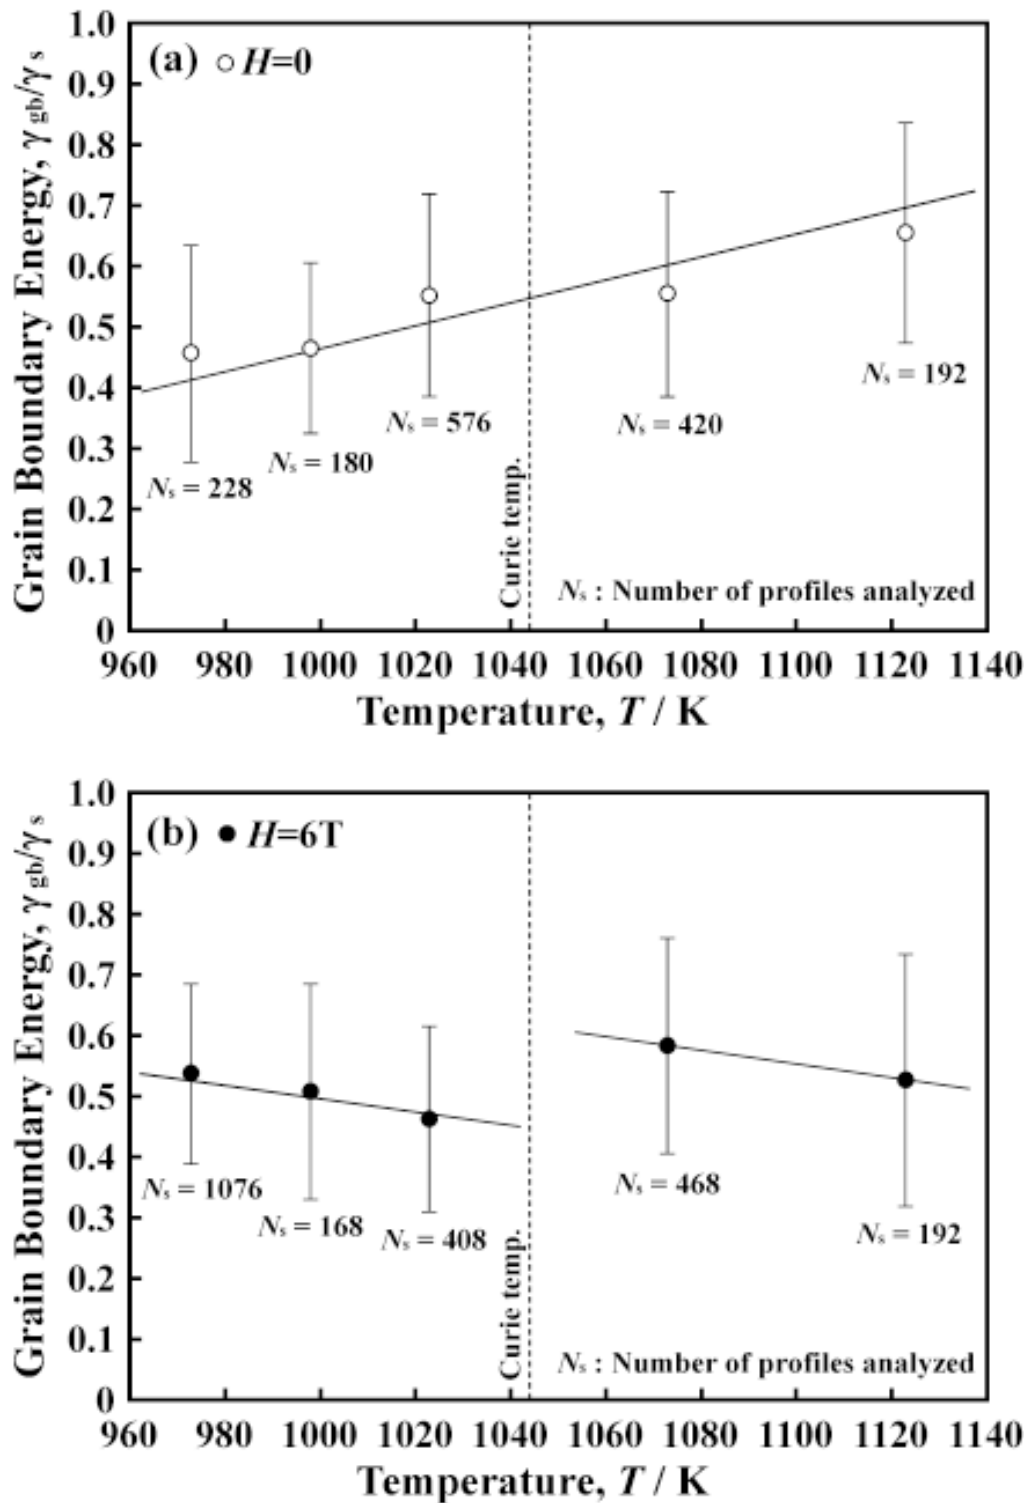 (a) ○ H=0
Grain Boundary Energy, γgb/γs
1.0
0.9
0.8
0.7
0.6
0.5
0.4
0.3
0.2
0.1
0
Ns = 228
Ns = 180
Ns = 576
Ns = 420
Ns = 192
Curie temp.
Ns : Number of profiles analyzed
960 980 1000 1020 1040 1060 1080 1100 1120 1140
Temperature, T / K
(b) ● H=6T
Grain Boundary Energy, γgb/γs
1.0
0.9
0.8
0.7
0.6
0.5
0.4
0.3
0.2
0.1
0
Ns = 1076
Ns = 168
Ns = 408
Ns = 468
Ns = 192
Curie temp.
Ns : Number of profiles analyzed
960 980 1000 1020 1040 1060 1080 1100 1120 1140
Temperature, T / K